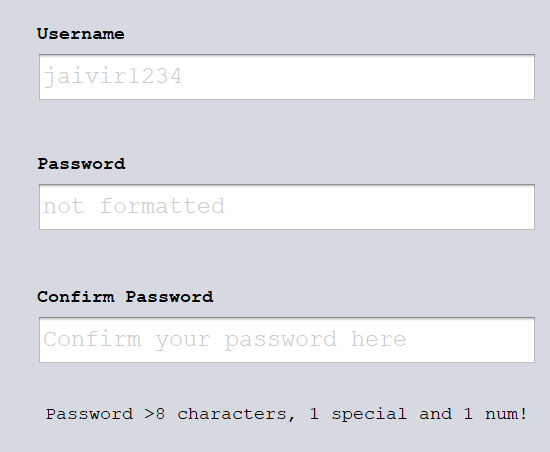 Username
jaivir1234
Password
not formatted
Confirm Password
Confirm your password here
Password >8 characters, 1 special and 1 num!